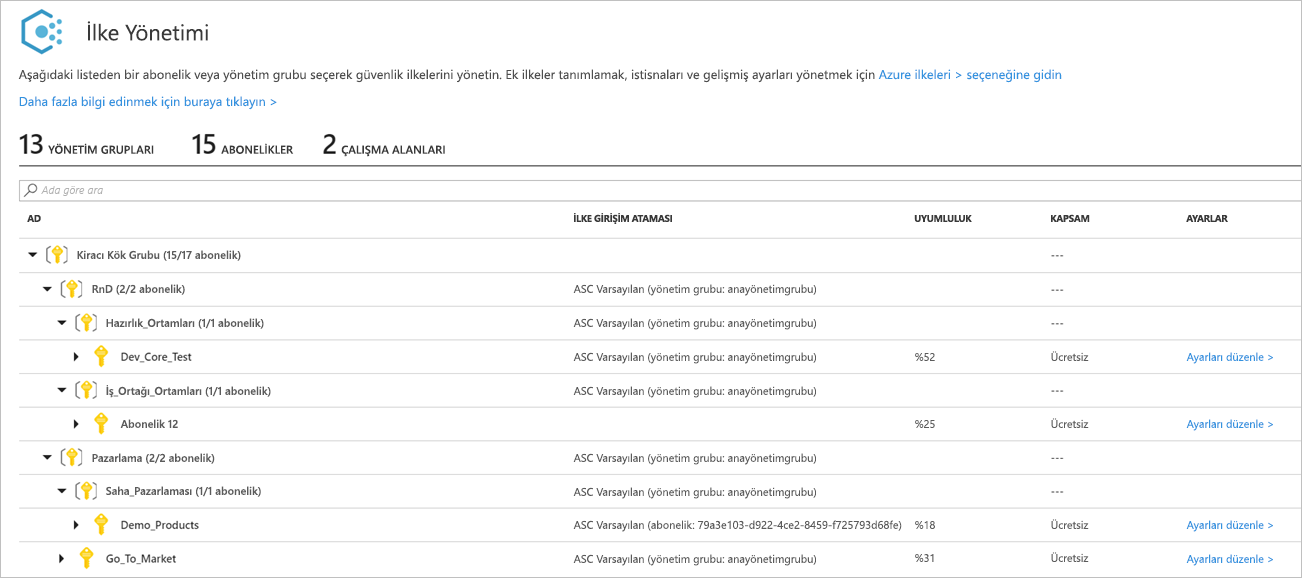 İlke Yönetimi
Aşağıdaki listeden bir abonelik veya yönetim grubu seçerek güvenlik ilkelerini yönetin. Ek ilkeler tanımlamak, istisnaları ve gelişmiş ayarları yönetmek için Azure ilkeleri > seçeneğine gidin
Daha fazla bilgi edinmek için buraya tıklayın >
13 YÖNETİM GRUPLARI 15 ABONELİKLER 2 ÇALIŞMA ALANLARI
Ada göre ara
AD İLKE GİRİŞİM ATAMASI UYUMLULUK KAPSAM AYARLAR
Kiracı Kök Grubu (15/17 abonelik) ---
RnD (2/2 abonelik) ASC Varsayılan (yönetim grubu: anayönetimgrubu) ---
Hazırlık_Ortamları (1/1 abonelik) ASC Varsayılan (yönetim grubu: anayönetimgrubu) ---
Dev_Core_Test ASC Varsayılan (yönetim grubu: anayönetimgrubu) %52 Ücretsiz Ayarları düzenle >
İş_Ortağı_Ortamları (1/1 abonelik) ASC Varsayılan (yönetim grubu: anayönetimgrubu) ---
Abonelik 12 ASC Varsayılan (yönetim grubu: anayönetimgrubu) %25 Ücretsiz Ayarları düzenle >
Pazarlama (2/2 abonelik) ASC Varsayılan (yönetim grubu: anayönetimgrubu) ---
Saha_Pazarlaması (1/1 abonelik) ASC Varsayılan (yönetim grubu: anayönetimgrubu) ---
Demo_Products ASC Varsayılan (abonelik: 79a3e103-d922-4ce2-8459-f725793d68fe) %18 Ücretsiz Ayarları düzenle >
Go_To_Market ASC Varsayılan (yönetim grubu: anayönetimgrubu) %31 Ücretsiz Ayarları düzenle >